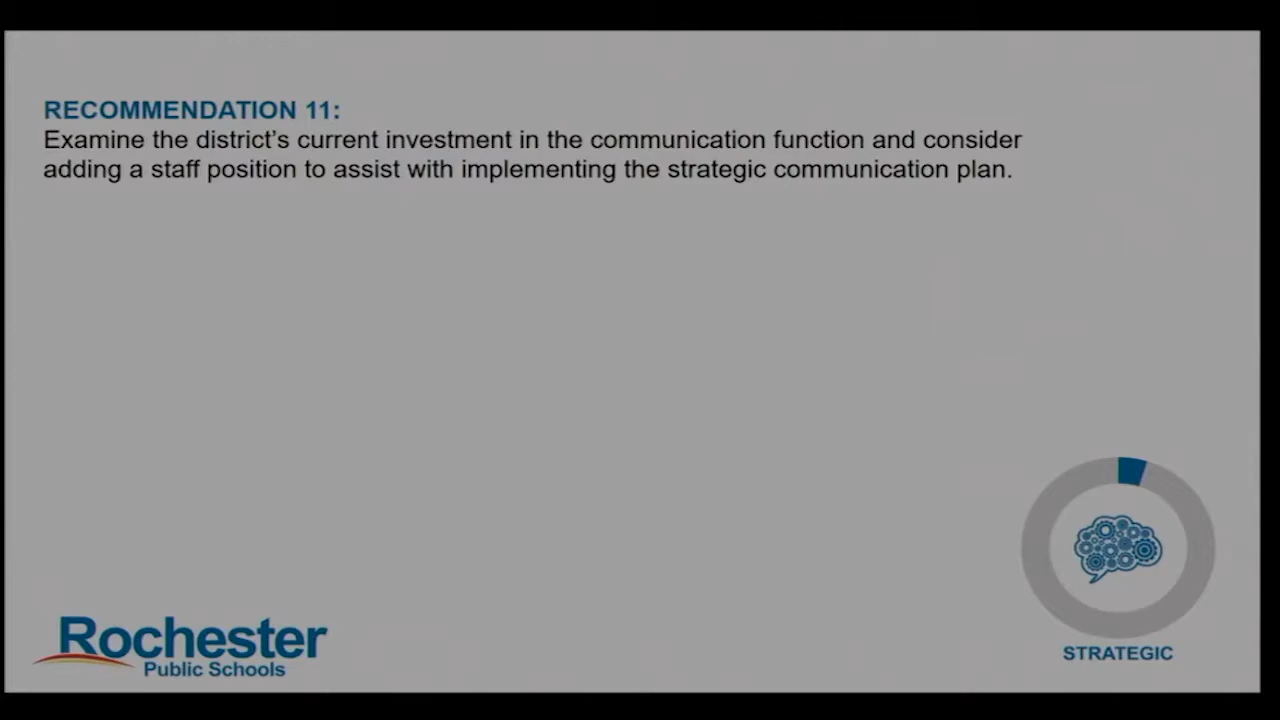 RECOMMENDATION 11:
Examine the district’s current investment in the communication function and consider
adding a staff position to assist with implementing the strategic communication plan.
STRATEGIC
Rochester
Public Schools